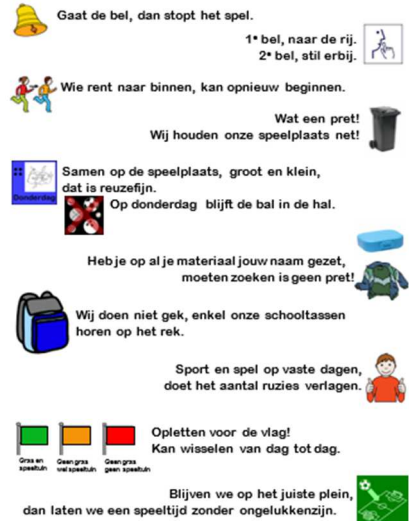 Gaat de bel, dan stopt het spel.
1e bel, naar de rij.
2e bel, stil erbij.
Wie rent naar binnen, kan opnieuw beginnen.
Wat een pret!
Wij houden onze speelplaats net!
Samen op de speelplaats, groot en klein,
dat is reuzefijn.
Donderdag
Op donderdag blijft de bal in de hal.
Heb je op al je materiaal jouw naam gezet,
moeten zoeken is geen pret!
Wij doen niet gek, enkel onze schooltassen
horen op het rek.
Sport en spel op vaste dagen,
doet het aantal ruzies verlagen.
Opletten voor de vlag!
Kan wisselen van dag tot dag.
Gras en speeltuin
Geen gras wel speeltuin
Geen gras geen speeltuin
Blijven we op het juiste plein,
dan laten we een speeltijd zonder ongelukkenzijn.